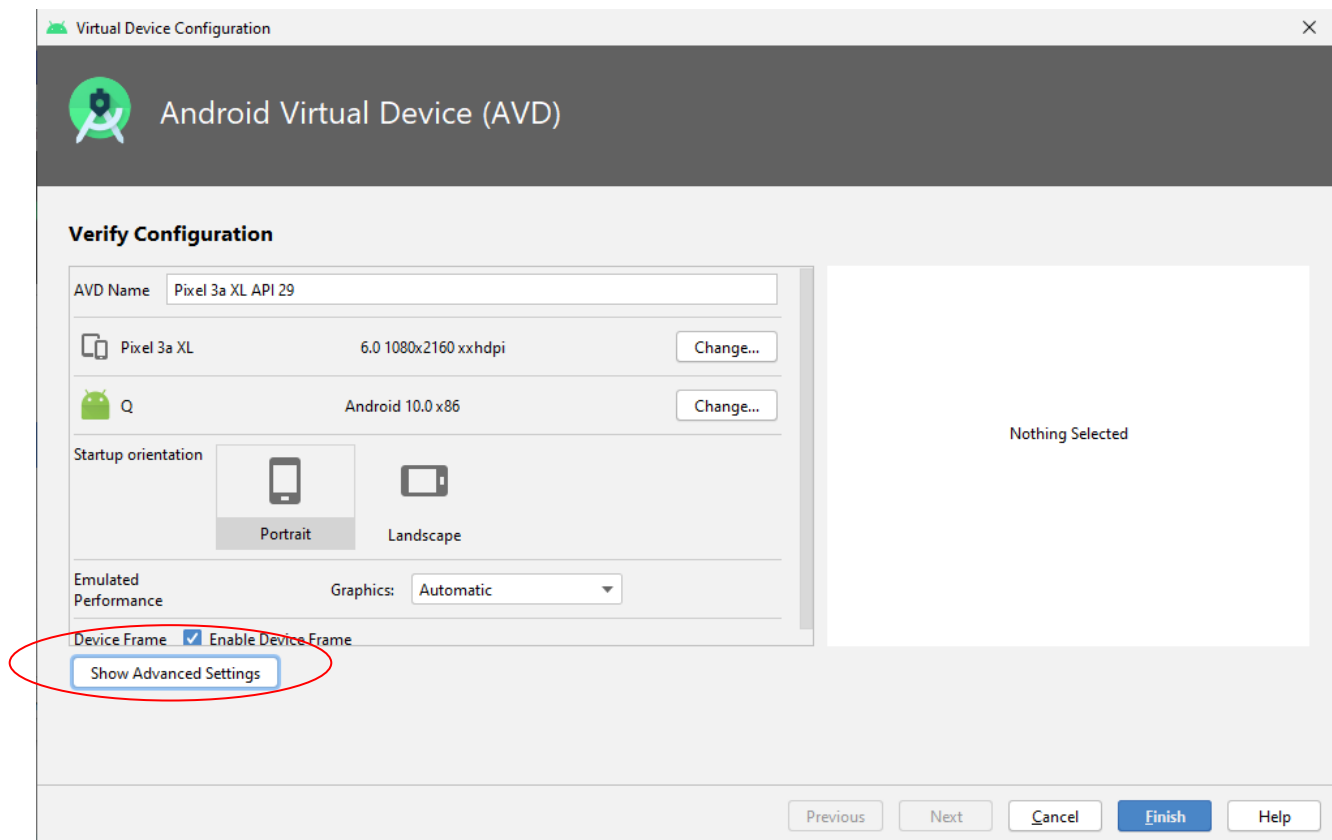 Virtual Device Configuration
Android Virtual Device (AVD)
Verify Configuration
AVD Name Pixel 3a XL API 29
Pixel 3a XL 6.0 1080x2160 xxhdpi Change...
Q Android 10.0 x86 Change...
Nothing Selected
Startup orientation
Portrait Landscape
Emulated
Performance
Graphics: Automatic
Device Frame Enable Device Frame
Show Advanced Settings
Previous Next Cancel Finish Help